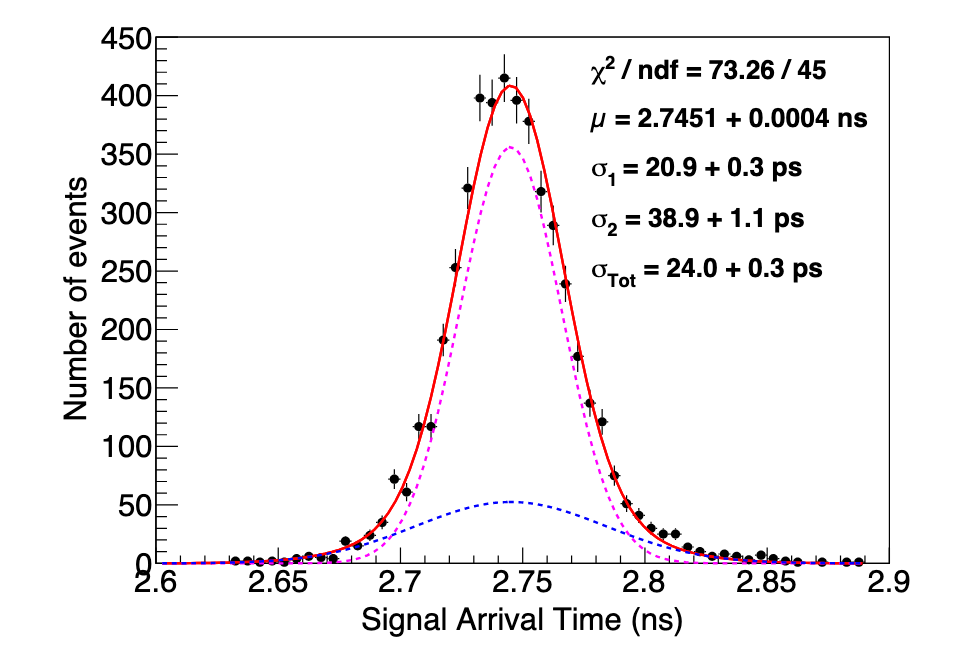 450
400
350
300
250
200
150
100
50
0
Number of events
χ² / ndf = 73.26 / 45
μ = 2.7451 + 0.0004 ns
σ₁ = 20.9 + 0.3 ps
σ₂ = 38.9 + 1.1 ps
σTot = 24.0 + 0.3 ps
2.6 2.65 2.7 2.75 2.8 2.85 2.9
Signal Arrival Time (ns)